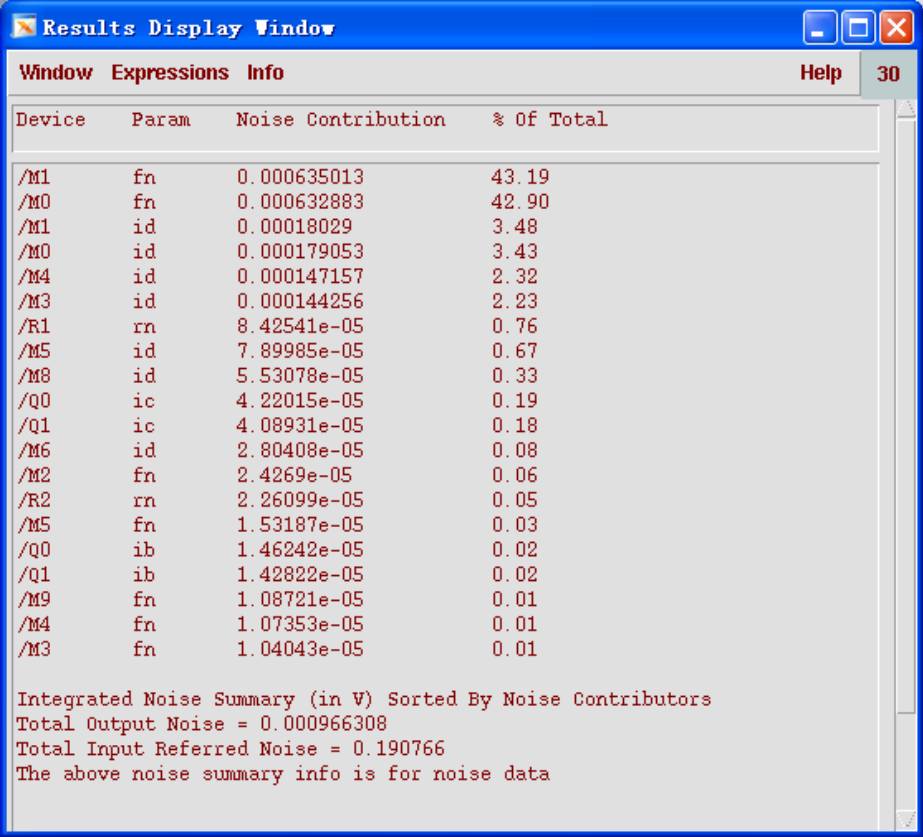 Results Display Window
Window Expressions Info Help 30
Device Param Noise Contribution % Of Total
/M1 fn 0.000635013 43.19
/M0 fn 0.000632883 42.90
/M1 id 0.00018029 3.48
/M0 id 0.000179053 3.43
/M4 id 0.000147157 2.32
/M3 id 0.000144256 2.23
/R1 rn 8.42541e-05 0.76
/M5 id 7.89985e-05 0.67
/M8 id 5.53078e-05 0.33
/Q0 ic 4.22015e-05 0.19
/Q1 ic 4.08931e-05 0.18
/M6 id 2.80408e-05 0.08
/M2 fn 2.4269e-05 0.06
/R2 rn 2.26099e-05 0.05
/M5 fn 1.53187e-05 0.03
/Q0 ib 1.46242e-05 0.02
/Q1 ib 1.42822e-05 0.02
/M9 fn 1.08721e-05 0.01
/M4 fn 1.07353e-05 0.01
/M3 fn 1.04043e-05 0.01
Integrated Noise Summary (in V) Sorted By Noise Contributors
Total Output Noise = 0.000966308
Total Input Referred Noise = 0.190766
The above noise summary info is for noise data